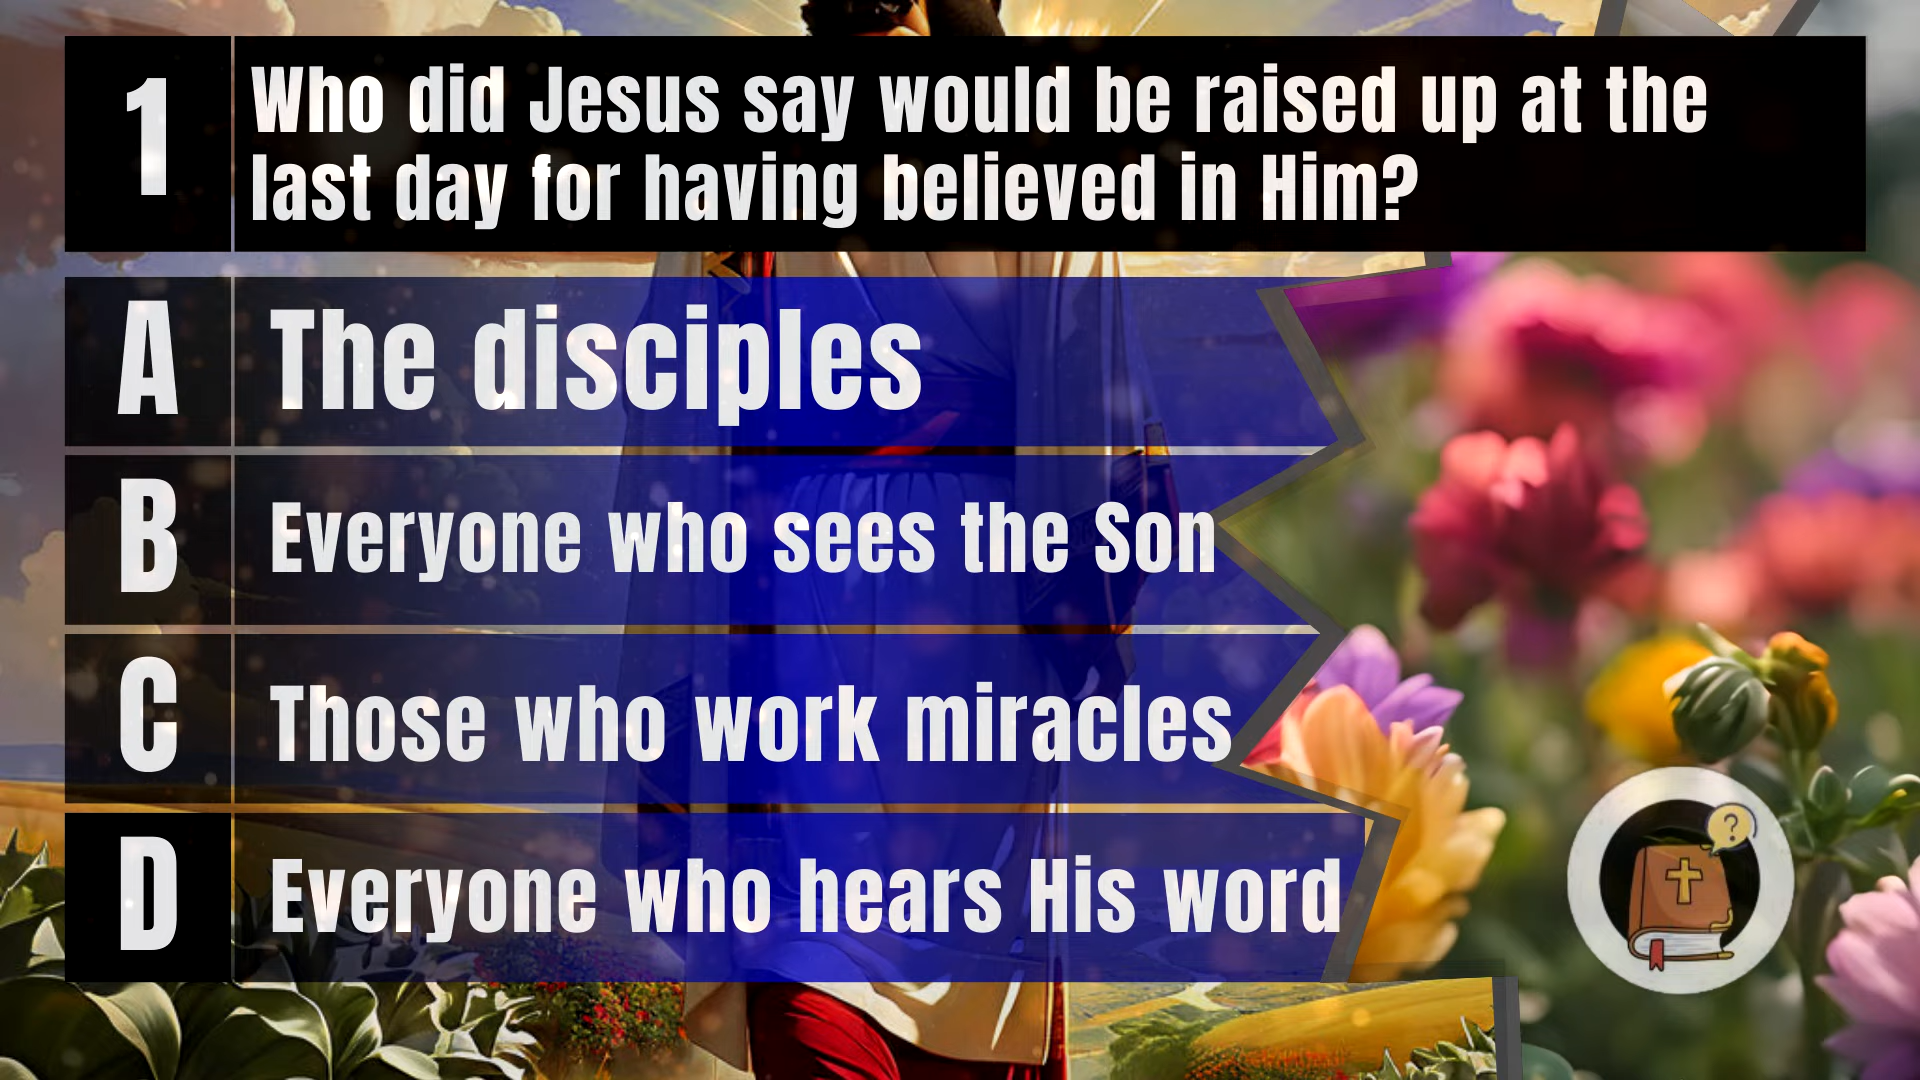 1
Who did Jesus say would be raised up at the
last day for having believed in Him?
A
The disciples
B
Everyone who sees the Son
C
Those who work miracles
D
Everyone who hears His word
?